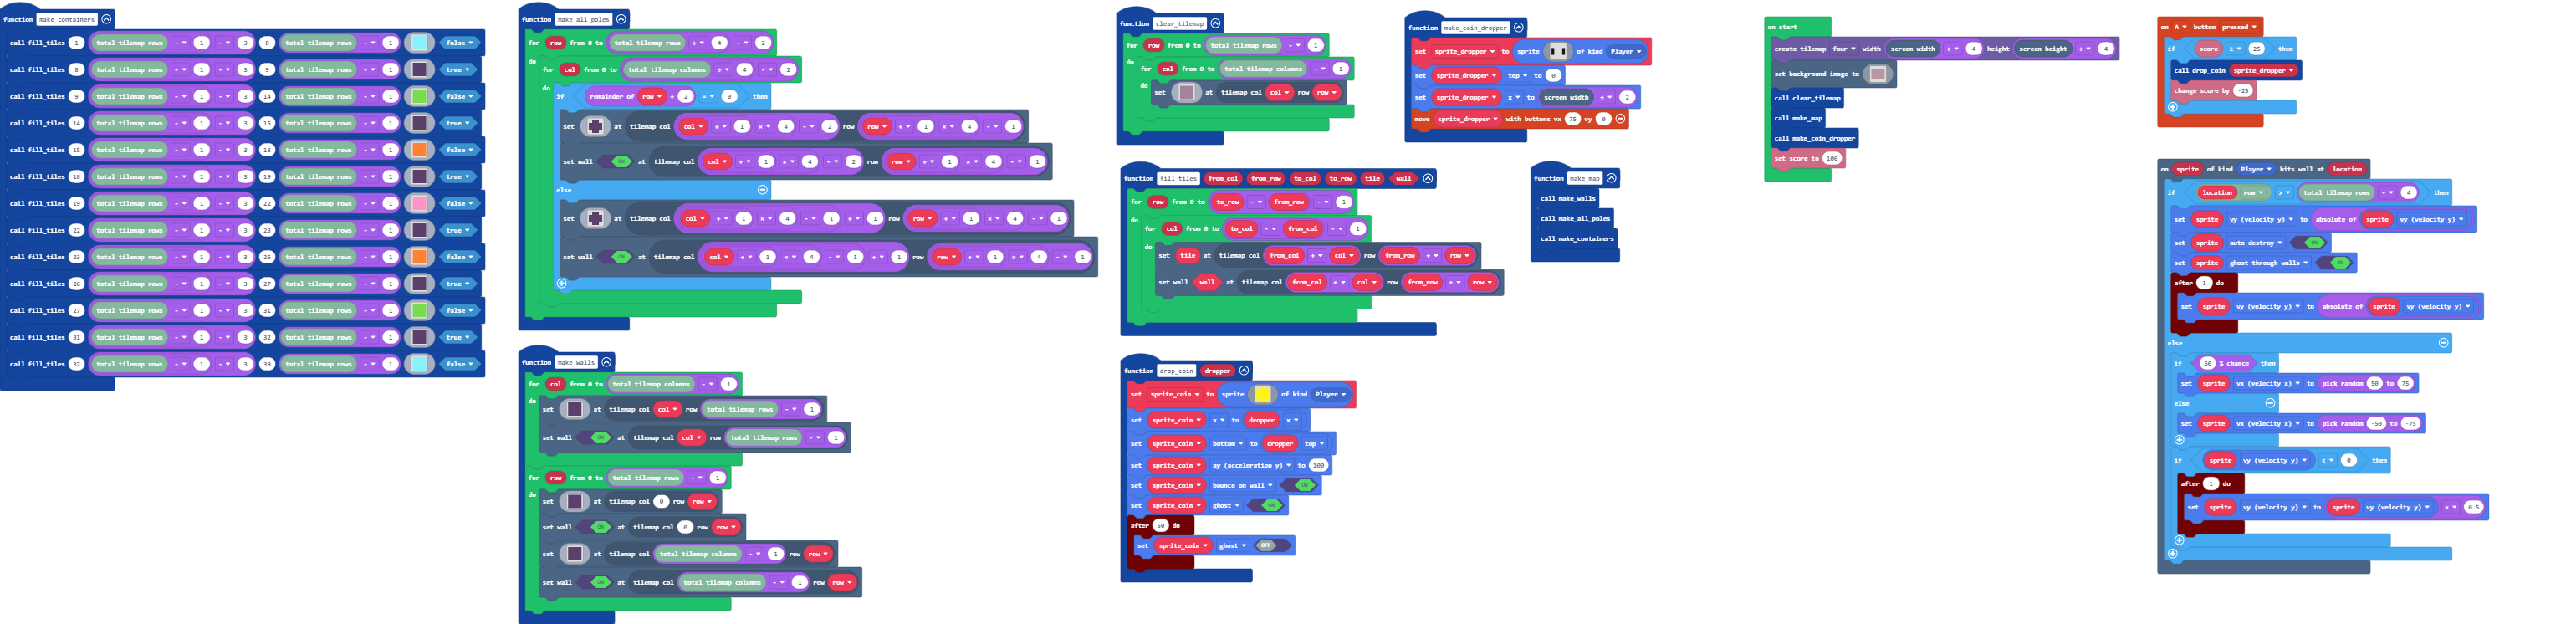 function make_containers
call fill_tiles 1 total tilemap rows - 1 - 3 8 total tilemap rows - 1 false
call fill_tiles 8 total tilemap rows - 1 - 3 9 total tilemap rows - 1 true
call fill_tiles 9 total tilemap rows - 1 - 3 14 total tilemap rows - 1 false
call fill_tiles 14 total tilemap rows - 1 - 3 15 total tilemap rows - 1 true
call fill_tiles 15 total tilemap rows - 1 - 3 18 total tilemap rows - 1 false
call fill_tiles 18 total tilemap rows - 1 - 3 19 total tilemap rows - 1 true
call fill_tiles 19 total tilemap rows - 1 - 3 22 total tilemap rows - 1 false
call fill_tiles 22 total tilemap rows - 1 - 3 23 total tilemap rows - 1 true
call fill_tiles 23 total tilemap rows - 1 - 3 26 total tilemap rows - 1 false
call fill_tiles 26 total tilemap rows - 1 - 3 27 total tilemap rows - 1 true
call fill_tiles 27 total tilemap rows - 1 - 3 31 total tilemap rows - 1 false
call fill_tiles 31 total tilemap rows - 1 - 3 32 total tilemap rows - 1 true
call fill_tiles 32 total tilemap rows - 1 - 3 39 total tilemap rows - 1 false
function make_all_poles
for row from 0 to total tilemap rows ÷ 4 - 2
do
for col from 0 to total tilemap columns ÷ 4 - 2
do
if remainder of row ÷ 2 = 0 then
set at tilemap col col + 1 × 4 - 2 row row + 1 × 4 - 1
set wall ON at tilemap col col + 1 × 4 - 2 row row + 1 × 4 - 1
else
set at tilemap col col + 1 × 4 - 1 + 1 row row + 1 × 4 - 1
set wall ON at tilemap col col + 1 × 4 - 1 + 1 row row + 1 × 4 - 1
function make_walls
for col from 0 to total tilemap columns - 1
do
set at tilemap col col row total tilemap rows - 1
set wall ON at tilemap col col row total tilemap rows - 1
for row from 0 to total tilemap rows - 1
do
set at tilemap col 0 row row
set wall ON at tilemap col 0 row row
set at tilemap col total tilemap columns - 1 row row
set wall ON at tilemap col total tilemap columns - 1 row row
function clear_tilemap
for row from 0 to total tilemap rows - 1
do
for col from 0 to total tilemap columns - 1
do
set at tilemap col col row row
function make_coin_dropper
set sprite_dropper to sprite of kind Player
set sprite_dropper top to 0
set sprite_dropper x to screen width ÷ 2
move sprite_dropper with buttons vx 75 vy 0
function fill_tiles from_col from_row to_col to_row tile wall
for row from 0 to to_row - from_row - 1
do
for col from 0 to to_col - from_col - 1
do
set tile at tilemap col from_col + col row from_row + row
set wall wall at tilemap col from_col + col row from_row + row
function make_map
call make_walls
call make_all_poles
call make_containers
function drop_coin dropper
set sprite_coin to sprite of kind Player
set sprite_coin x to dropper x
set sprite_coin bottom to dropper top
set sprite_coin ay (acceleration y) to 100
set sprite_coin bounce on wall ON
set sprite_coin ghost ON
after 50 do
set sprite_coin ghost OFF
on start
create tilemap four width screen width ÷ 4 height screen height ÷ 4
set background image to
call clear_tilemap
call make_map
call make_coin_dropper
set score to 100
on A button pressed
if score ≥ 25 then
call drop_coin sprite_dropper
change score by -25
on sprite of kind Player hits wall at location
if location row > total tilemap rows - 4 then
set sprite vy (velocity y) to absolute of sprite vy (velocity y)
set sprite auto destroy ON
set sprite ghost through walls ON
after 1 do
set sprite vy (velocity y) to absolute of sprite vy (velocity y)
else
if 50 % chance then
set sprite vx (velocity x) to pick random 50 to 75
else
set sprite vx (velocity x) to pick random -50 to -75
if sprite vy (velocity y) < 0 then
after 1 do
set sprite vy (velocity y) to sprite vy (velocity y) × 0.5